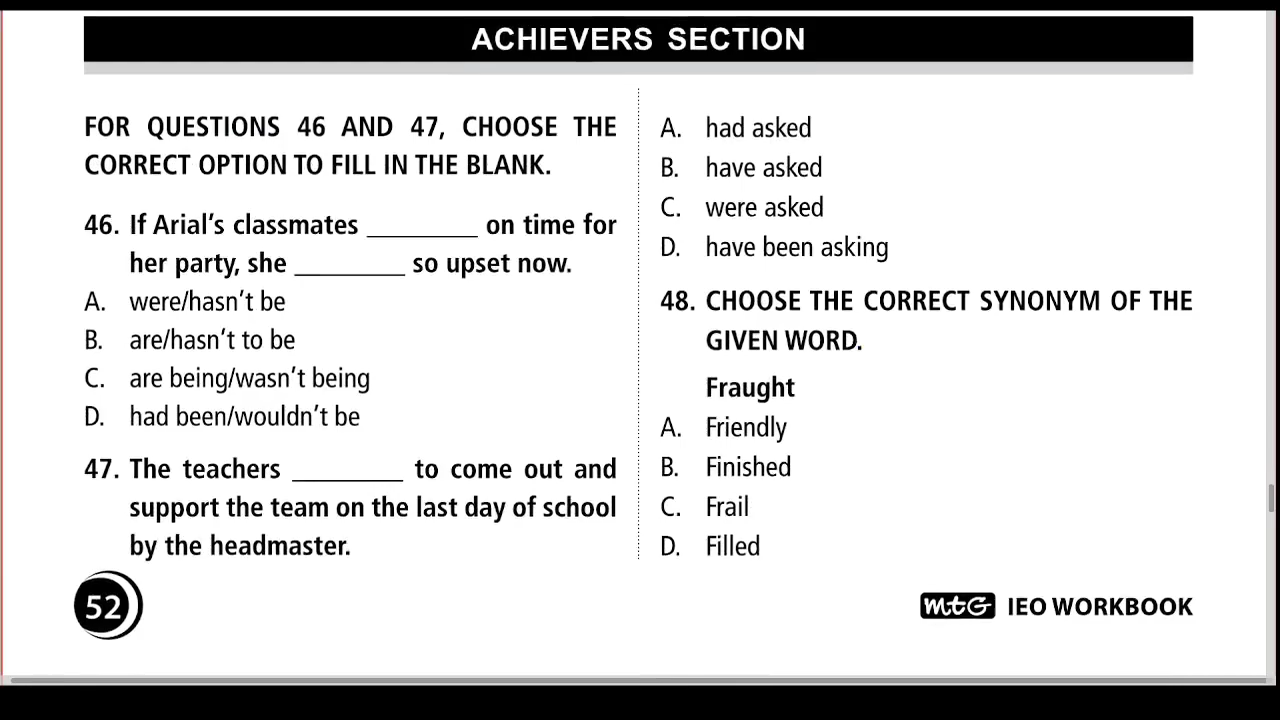 ACHIEVERS SECTION
FOR QUESTIONS 46 AND 47, CHOOSE THE
CORRECT OPTION TO FILL IN THE BLANK.
46. If Arial's classmates ________ on time for
her party, she ________ so upset now.
A. were/hasn't be
B. are/hasn't to be
C. are being/wasn't being
D. had been/wouldn't be
47. The teachers ________ to come out and
support the team on the last day of school
by the headmaster.
A. had asked
B. have asked
C. were asked
D. have been asking
48. CHOOSE THE CORRECT SYNONYM OF THE
GIVEN WORD.
Fraught
A. Friendly
B. Finished
C. Frail
D. Filled
52
mtG IEO WORKBOOK